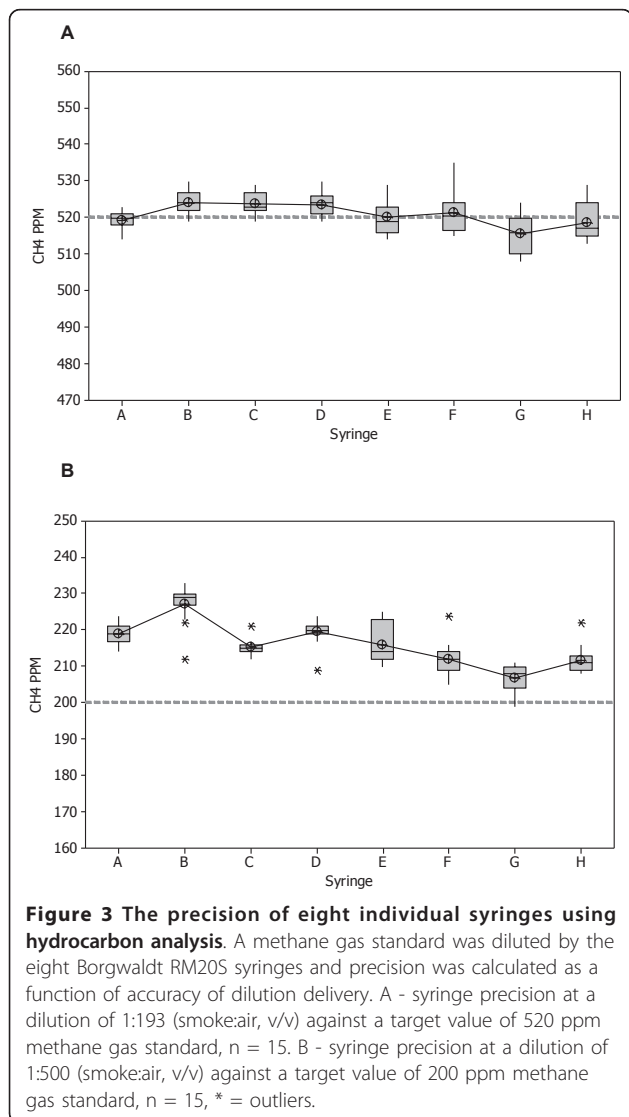 A
560
550
540
530
520
510
500
490
480
470
CH4 PPM
A B C D E F G H
Syringe
B
250
240
230
220
210
200
190
180
170
160
CH4 PPM
* * * * * *
A B C D E F G H
Syringe
Figure 3 The precision of eight individual syringes using
hydrocarbon analysis. A methane gas standard was diluted by the
eight Borgwaldt RM20S syringes and precision was calculated as a
function of accuracy of dilution delivery. A - syringe precision at a
dilution of 1:193 (smoke:air, v/v) against a target value of 520 ppm
methane gas standard, n = 15. B - syringe precision at a dilution of
1:500 (smoke:air, v/v) against a target value of 200 ppm methane
gas standard, n = 15, * = outliers.